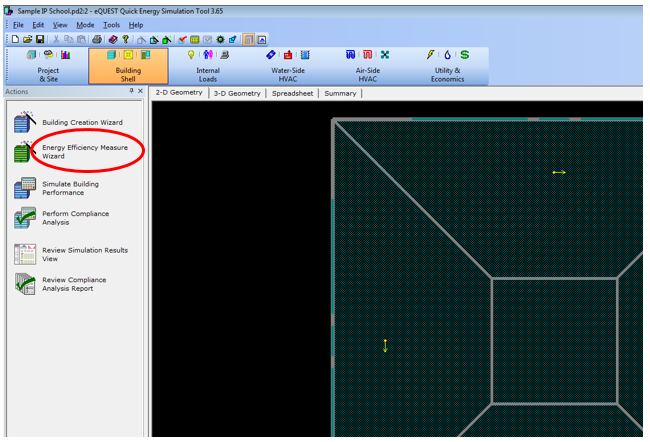 Sample IP School.pd2:2 - eQUEST Quick Energy Simulation Tool 3.65
File Edit View Mode Tools Help
Project
& Site
Building
Shell
Internal
Loads
Water-Side
HVAC
Air-Side
HVAC
Utility &
Economics
Actions
2-D Geometry
3-D Geometry
Spreadsheet
Summary
Building Creation Wizard
Energy Efficiency Measure
Wizard
Simulate Building
Performance
Perform Compliance
Analysis
Review Simulation Results
View
Review Compliance
Analysis Report